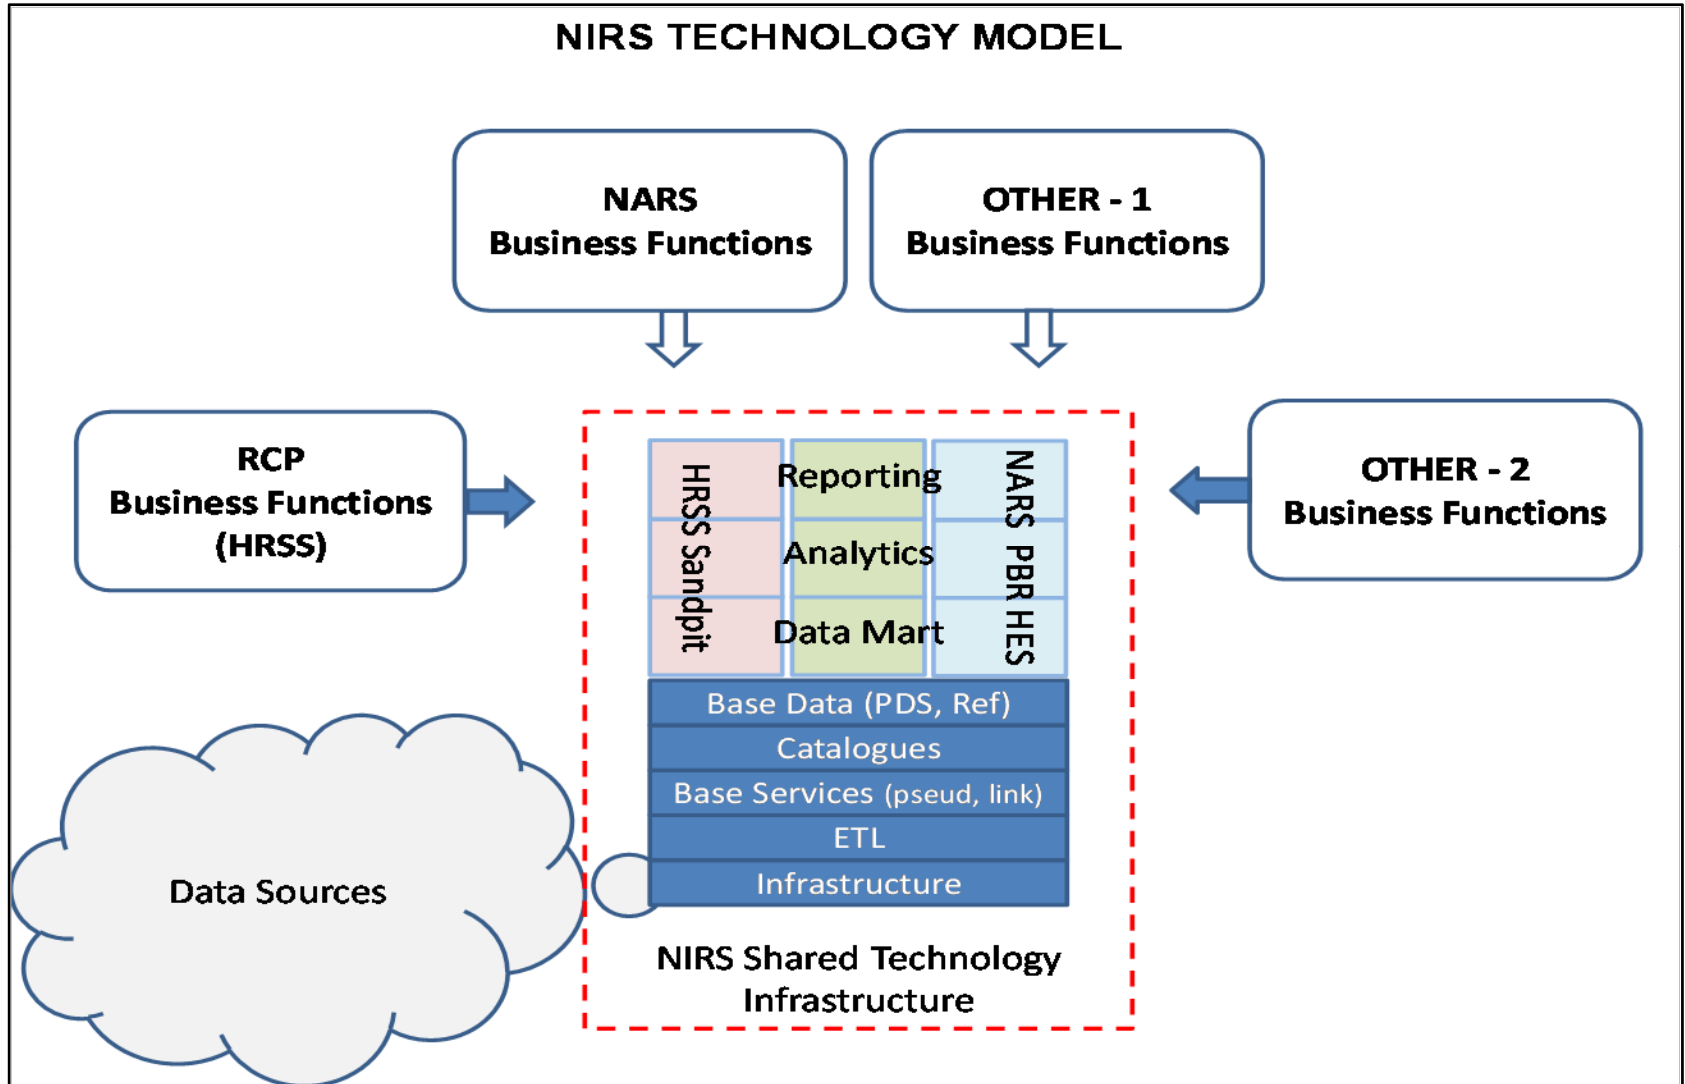 NIRS TECHNOLOGY MODEL
NARS
Business Functions
OTHER - 1
Business Functions
RCP
Business Functions
(HRSS)
OTHER - 2
Business Functions
HRSS Sandpit
Reporting
Analytics
Data Mart
NARS PBR HES
Base Data (PDS, Ref)
Catalogues
Base Services (pseud, link)
ETL
Infrastructure
Data Sources
NIRS Shared Technology
Infrastructure